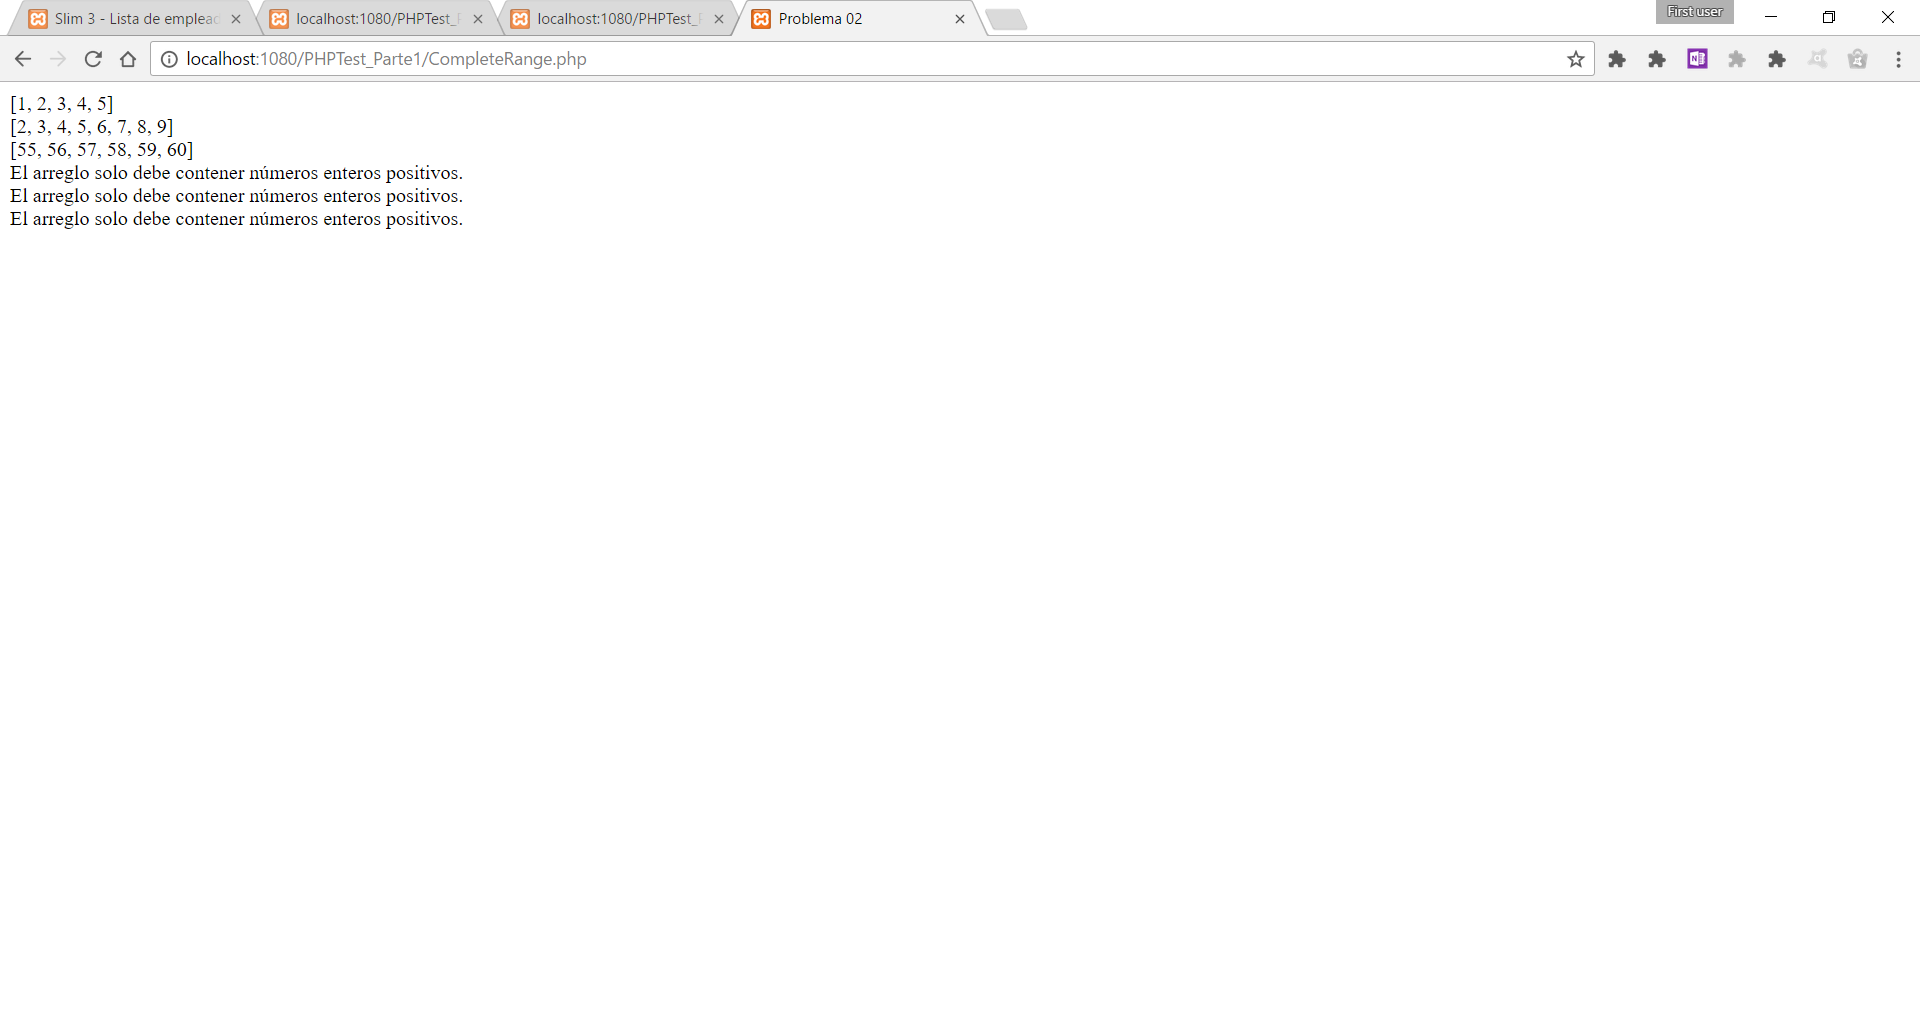 Slim 3 - Lista de emplead
localhost:1080/PHPTest_
localhost:1080/PHPTest_
Problema 02
First user
localhost:1080/PHPTest_Parte1/CompleteRange.php
[1, 2, 3, 4, 5]
[2, 3, 4, 5, 6, 7, 8, 9]
[55, 56, 57, 58, 59, 60]
El arreglo solo debe contener números enteros positivos.
El arreglo solo debe contener números enteros positivos.
El arreglo solo debe contener números enteros positivos.